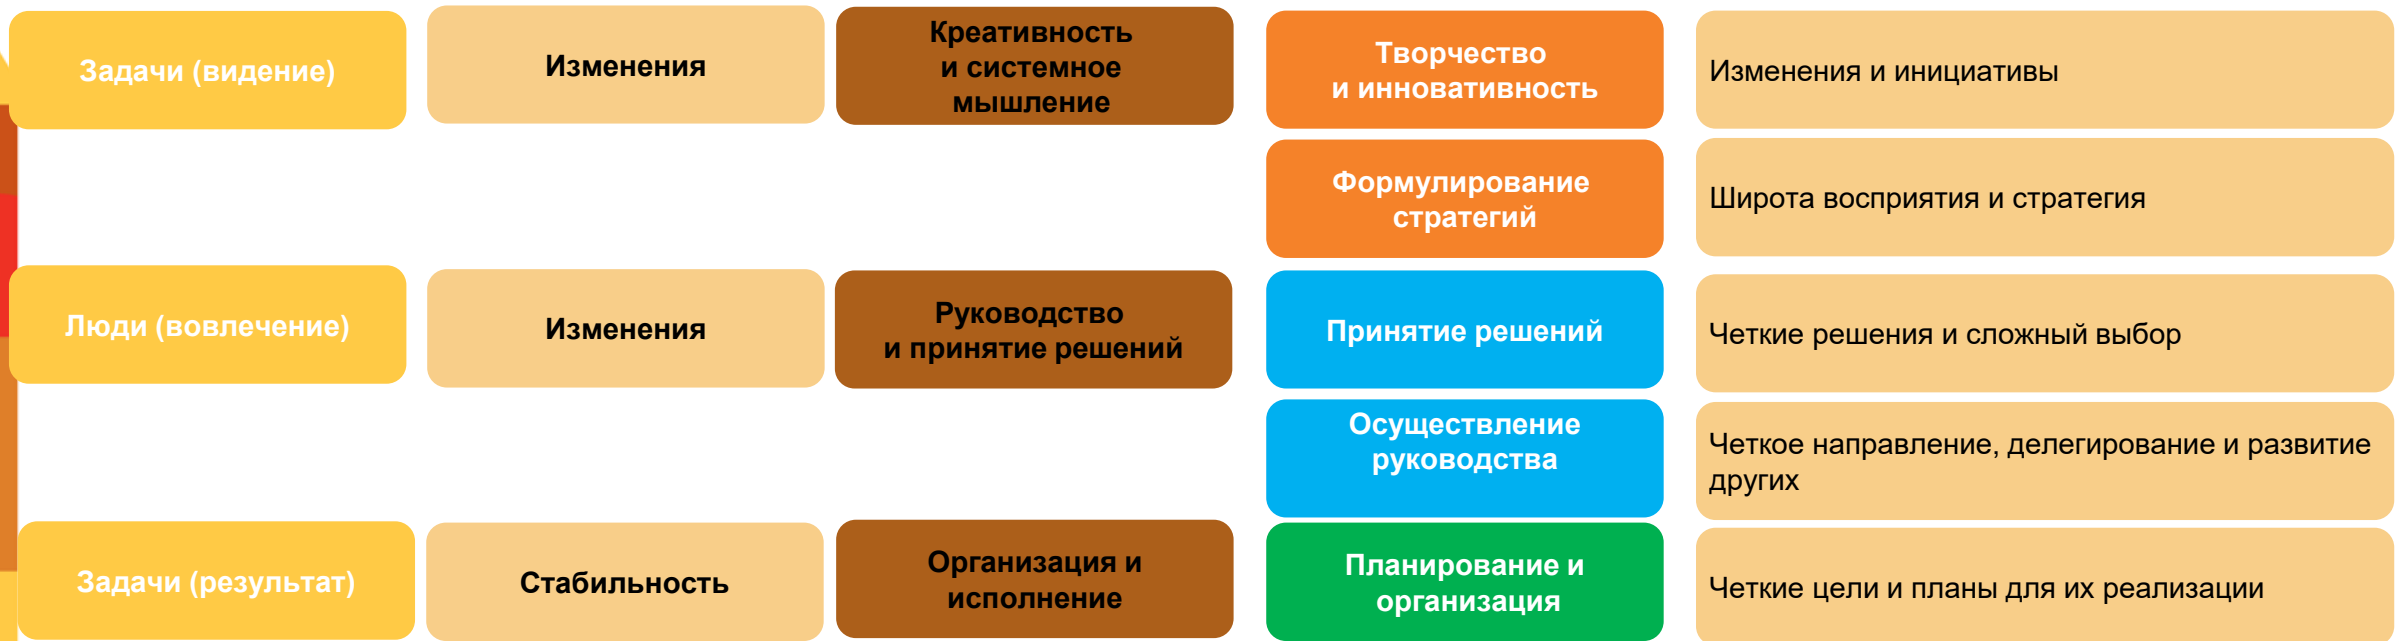 Задачи (видение)
Изменения
Креативность
и системное
мышление
Творчество
и инновативность
Изменения и инициативы
Формулирование
стратегий
Широта восприятия и стратегия
Люди (вовлечение)
Изменения
Руководство
и принятие решений
Принятие решений
Четкие решения и сложный выбор
Осуществление
руководства
Четкое направление, делегирование и развитие
других
Задачи (результат)
Стабильность
Организация и
исполнение
Планирование и
организация
Четкие цели и планы для их реализации